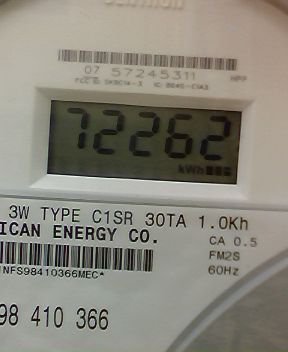 07 57245311 HPP
72262
kWh
3W TYPE C1SR 30TA 1.0Kh
ICAN ENERGY CO.
CA 0.5
FM2S
60Hz
NFS98410366MEC*
98 410 366